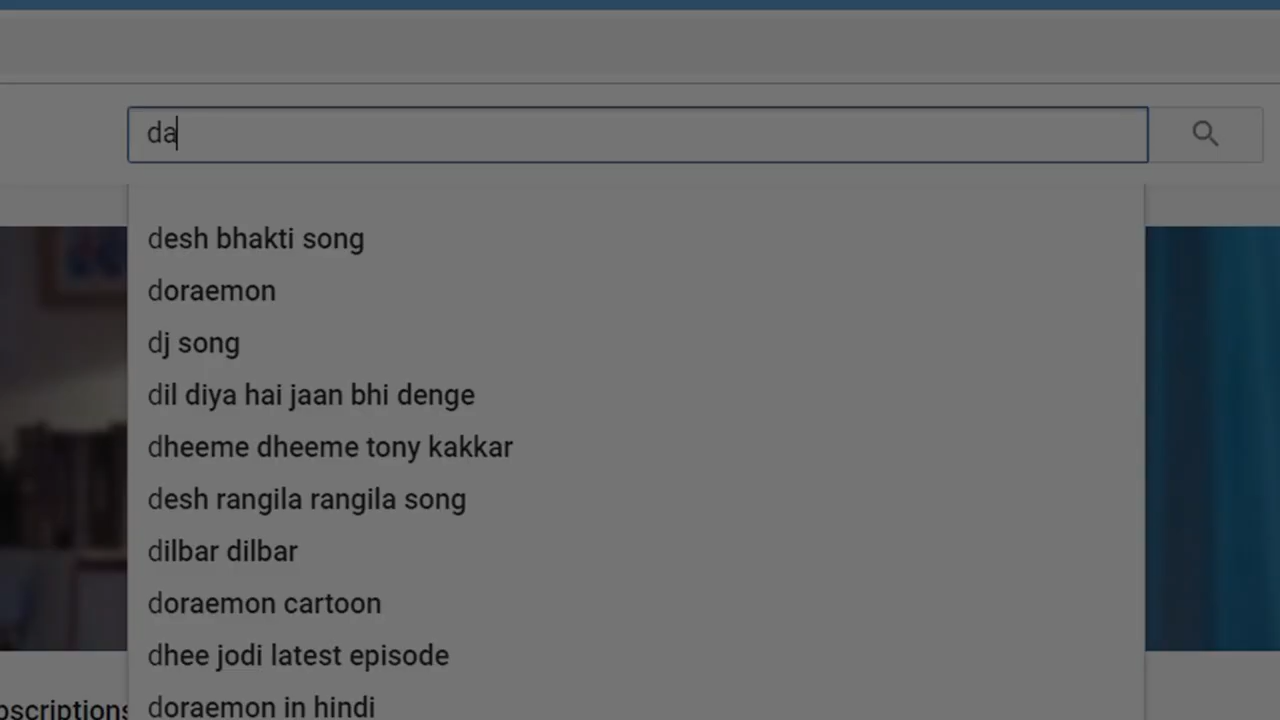 da
desh bhakti song
doraemon
dj song
dil diya hai jaan bhi denge
dheeme dheeme tony kakkar
desh rangila rangila song
dilbar dilbar
doraemon cartoon
dhee jodi latest episode
doraemon in hindi
bscriptions